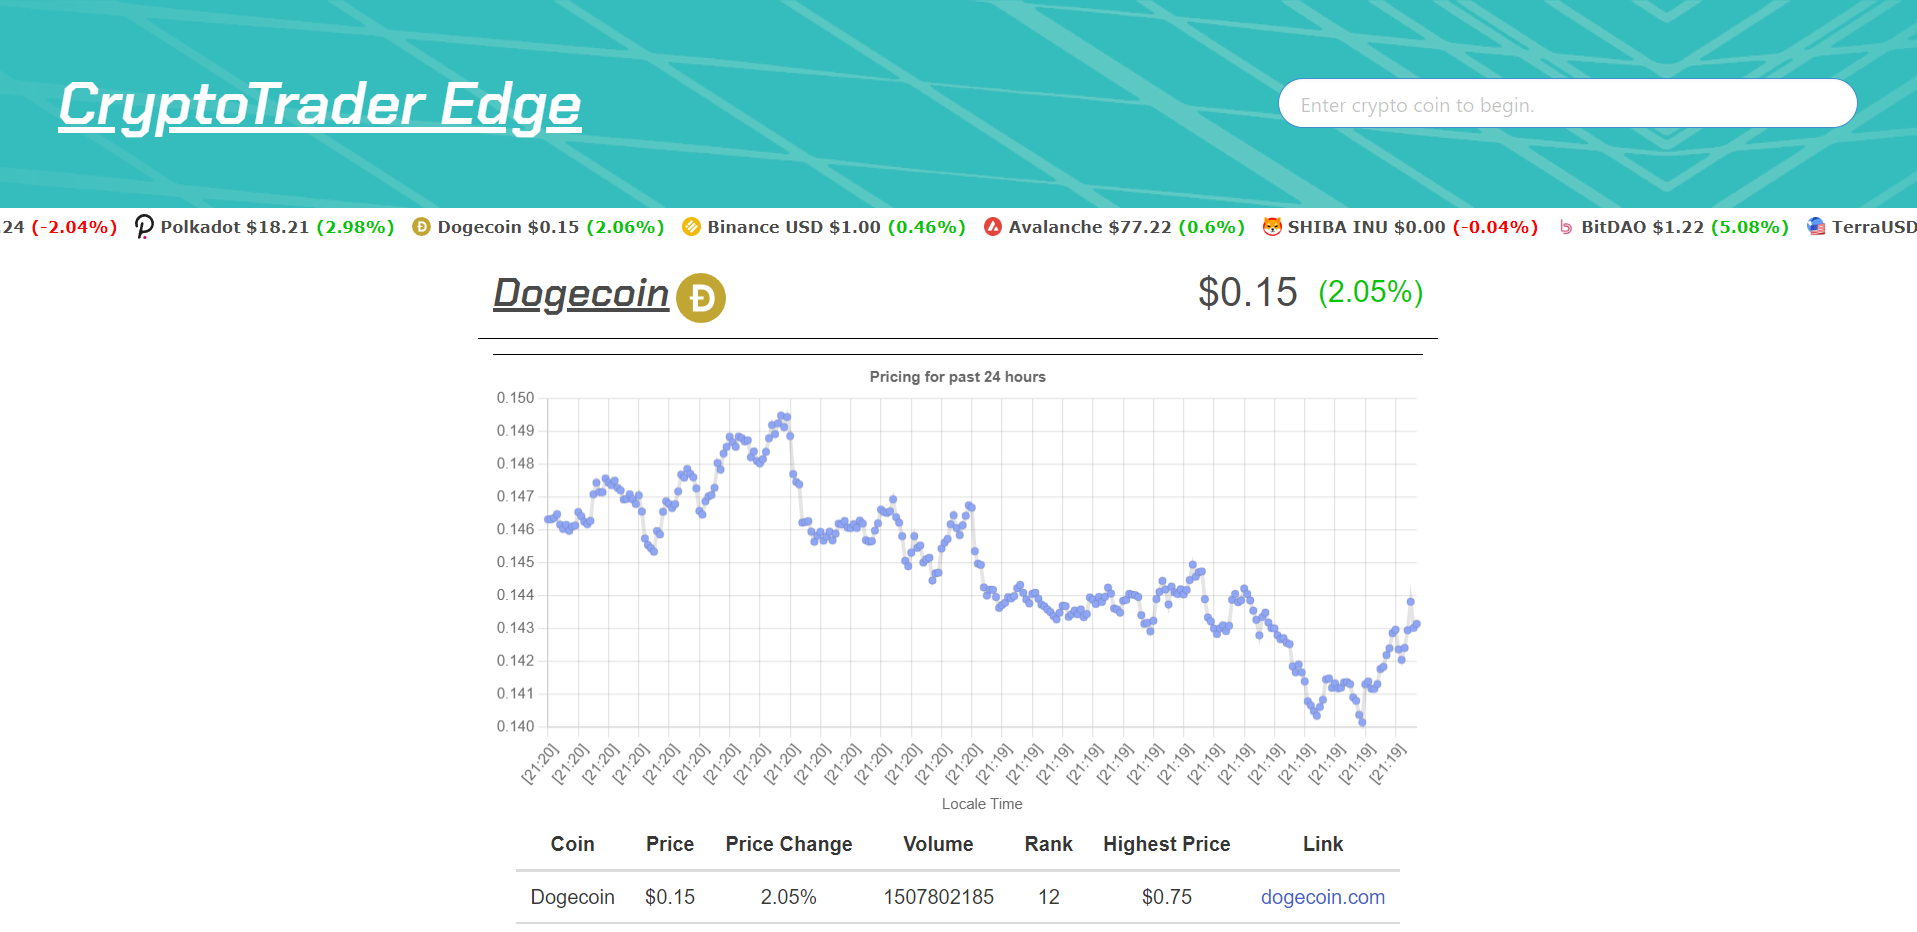 CryptoTrader Edge
Enter crypto coin to begin.
.24 (-2.04%) Polkadot $18.21 (2.98%) Dogecoin $0.15 (2.06%) Binance USD $1.00 (0.46%) Avalanche $77.22 (0.6%) SHIBA INU $0.00 (-0.04%) BitDAO $1.22 (5.08%) TerraUSD
Dogecoin $0.15 (2.05%)
Pricing for past 24 hours
0.150
0.149
0.148
0.147
0.146
0.145
0.144
0.143
0.142
0.141
0.140
[21:20] [21:20] [21:20] [21:20] [21:20] [21:20] [21:20] [21:20] [21:20] [21:20] [21:20] [21:20] [21:20] [21:20] [21:20] [21:19] [21:19] [21:19] [21:19] [21:19] [21:19] [21:19] [21:19] [21:19] [21:19] [21:19] [21:19] [21:19] [21:19]
Locale Time
Coin Price Price Change Volume Rank Highest Price Link
Dogecoin $0.15 2.05% 1507802185 12 $0.75 dogecoin.com